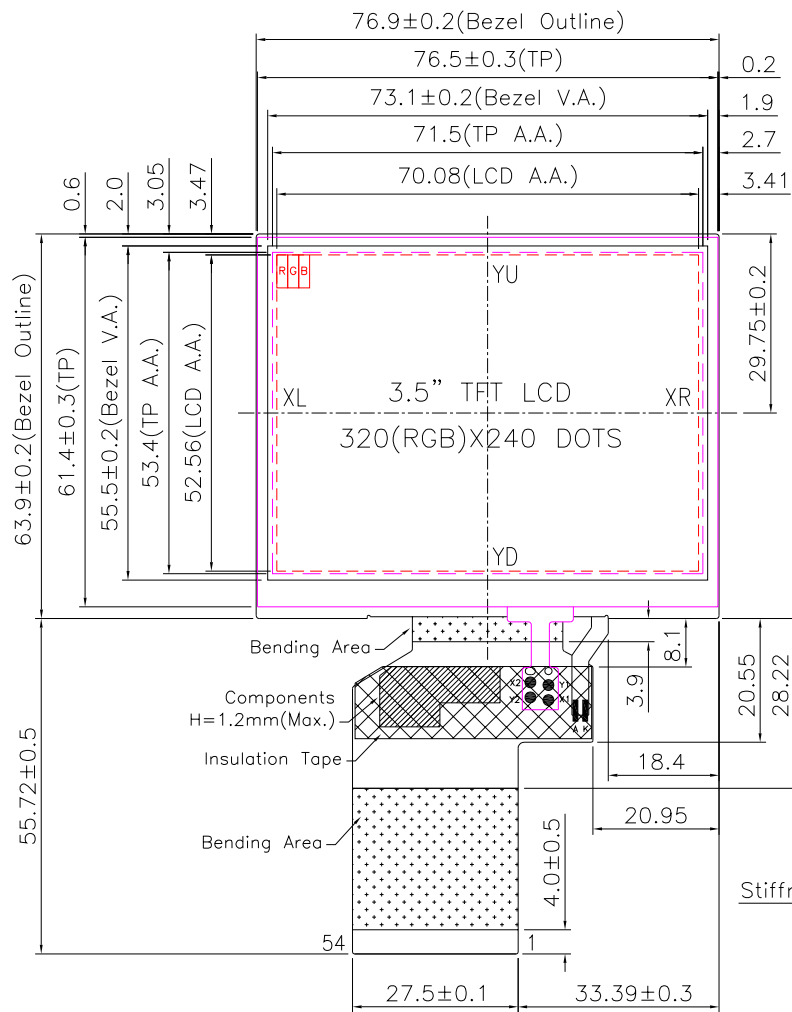 76.9±0.2(Bezel Outline)
76.5±0.3(TP)
0.2
73.1±0.2(Bezel V.A.)
1.9
71.5(TP A.A.)
2.7
70.08(LCD A.A.)
3.41
0.6
2.0
3.05
3.47
63.9±0.2(Bezel Outline)
61.4±0.3(TP)
55.5±0.2(Bezel V.A.)
53.4(TP A.A.)
52.56(LCD A.A.)
29.75±0.2
R G B
YU
XL
3.5” TFT LCD
XR
320(RGB)X240 DOTS
YD
Bending Area
8.1
3.9
20.55
28.22
Components
H=1.2mm(Max.)
X2
Y1
Y2
X1
A K
Insulation Tape
18.4
20.95
55.72±0.5
Bending Area
4.0±0.5
54
1
27.5±0.1
33.39±0.3